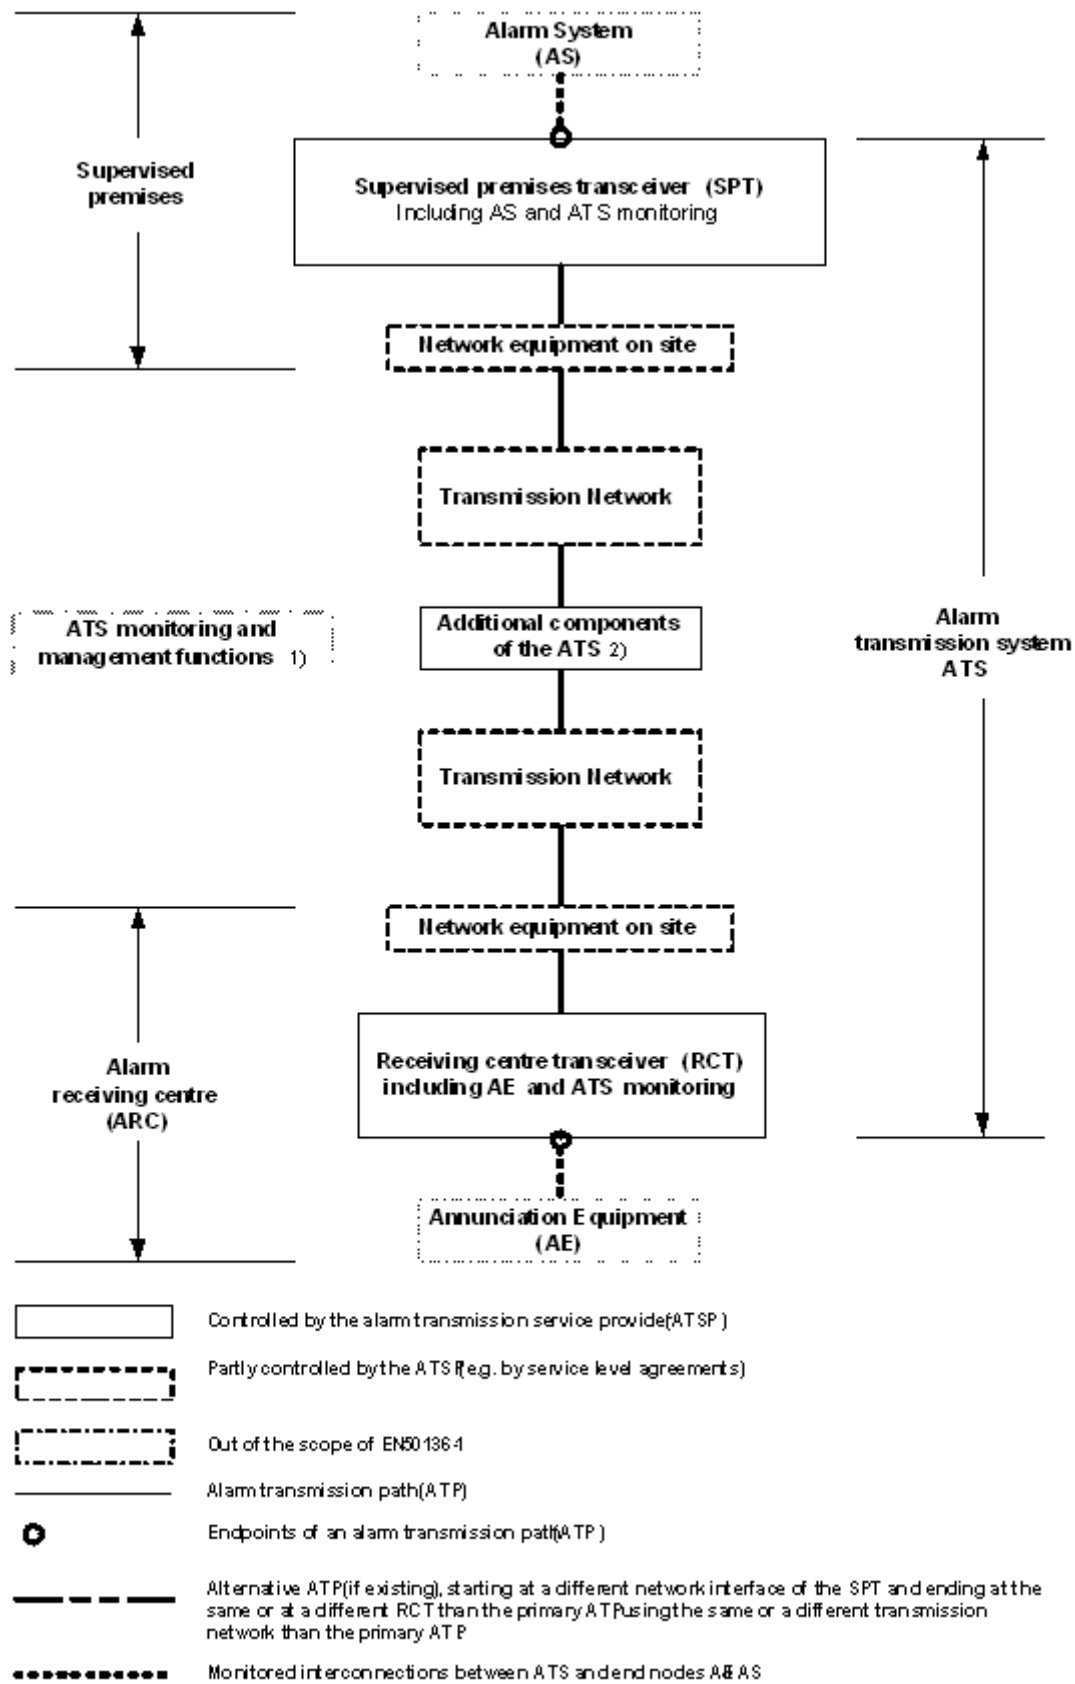 Alarm System
(AS)
Supervised
premises
Supervised premises transceiver (SPT)
Including AS and ATS monitoring
Network equipment on site
Transmission Network
ATS monitoring and
management functions 1)
Additional components
of the ATS 2)
Alarm
transmission system
ATS
Transmission Network
Network equipment on site
Alarm
receiving centre
(ARC)
Receiving centre transceiver (RCT)
including AE and ATS monitoring
Annunciation Equipment
(AE)
Controlled by the alarm transmission service provide(ATSP)
Partly controlled by the ATSP(e.g. by service level agreements)
Out of the scope of EN50136-1
Alarm transmission path(ATP)
Endpoints of an alarm transmission path(ATP)
Alternative ATP(if existing), starting at a different network interface of the SPT and ending at the
same or at a different RCT than the primary ATP,using the same or a different transmission
network than the primary ATP
Monitored interconnections between ATS and end nodes AE/AS